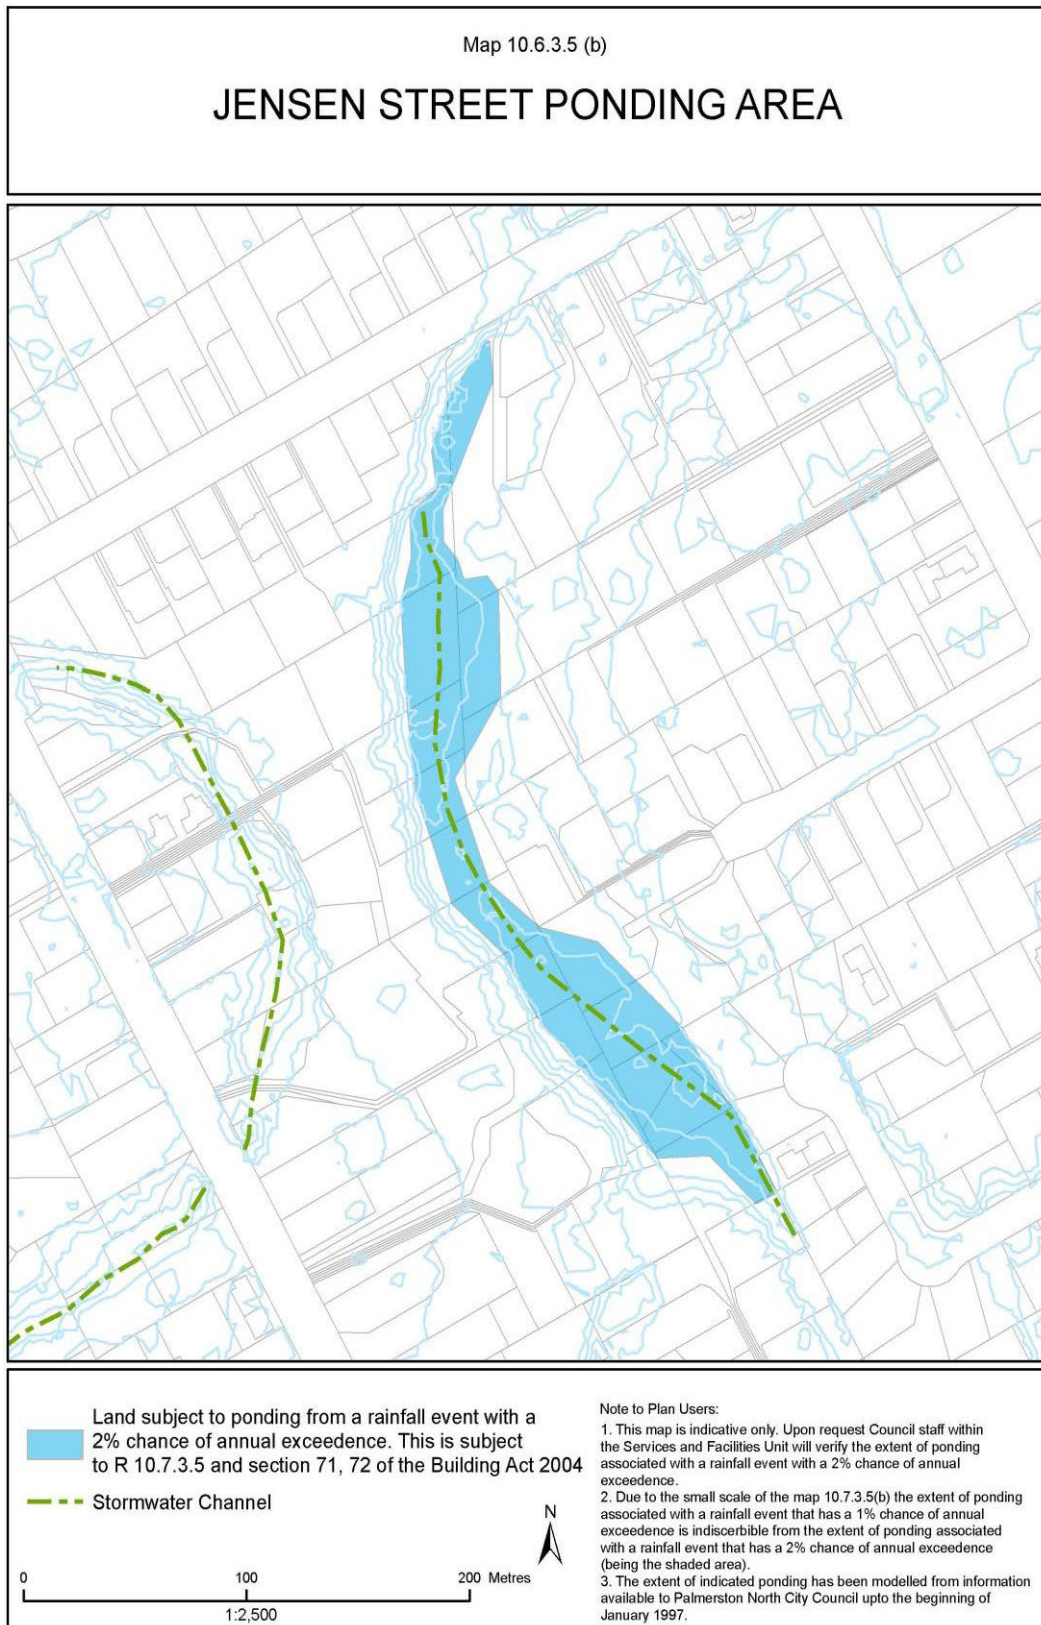 Map 10.6.3.5 (b)
JENSEN STREET PONDING AREA
Land subject to ponding from a rainfall event with a
2% chance of annual exceedence. This is subject
to R 10.7.3.5 and section 71, 72 of the Building Act 2004
Stormwater Channel
N
0 100 200 Metres
1:2,500
Note to Plan Users:
1. This map is indicative only. Upon request Council staff within
the Services and Facilities Unit will verify the extent of ponding
associated with a rainfall event with a 2% chance of annual
exceedence.
2. Due to the small scale of the map 10.7.3.5(b) the extent of ponding
associated with a rainfall event that has a 1% chance of annual
exceedence is indiscerbible from the extent of ponding associated
with a rainfall event that has a 2% chance of annual exceedence
(being the shaded area).
3. The extent of indicated ponding has been modelled from information
available to Palmerston North City Council upto the beginning of
January 1997.